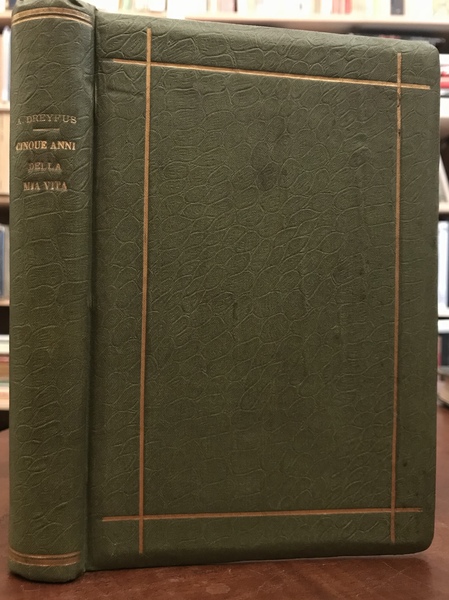 A. DREYFUS
CINQUE ANNI
DELLA
MIA VITA